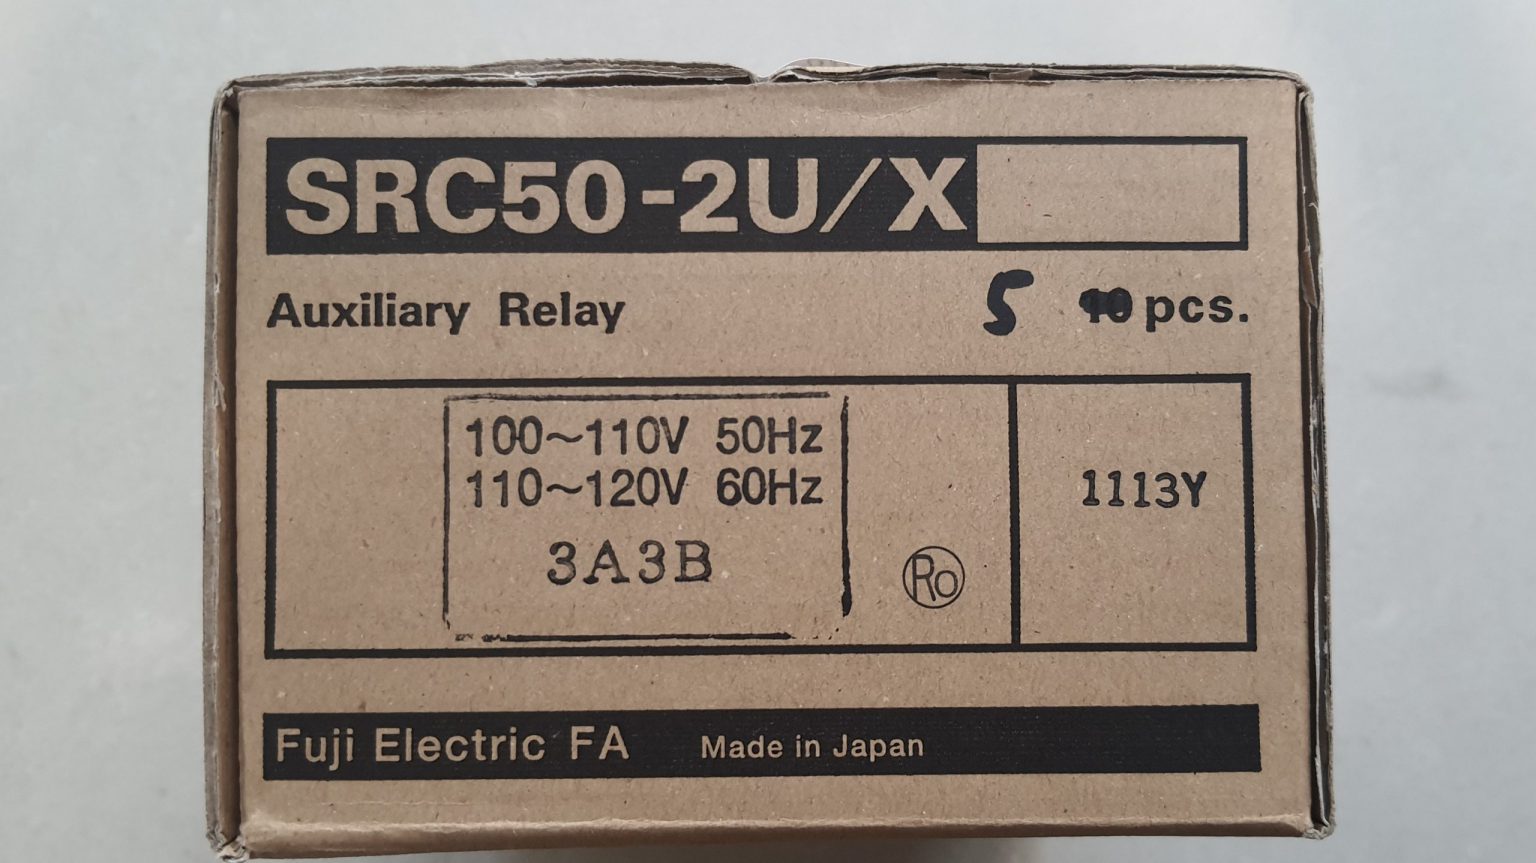 SRC50-2U/X
Auxiliary Relay 5 10 pcs.
100~110V 50Hz
110~120V 60Hz
3A3B
Ro
1113Y
Fuji Electric FA Made in Japan